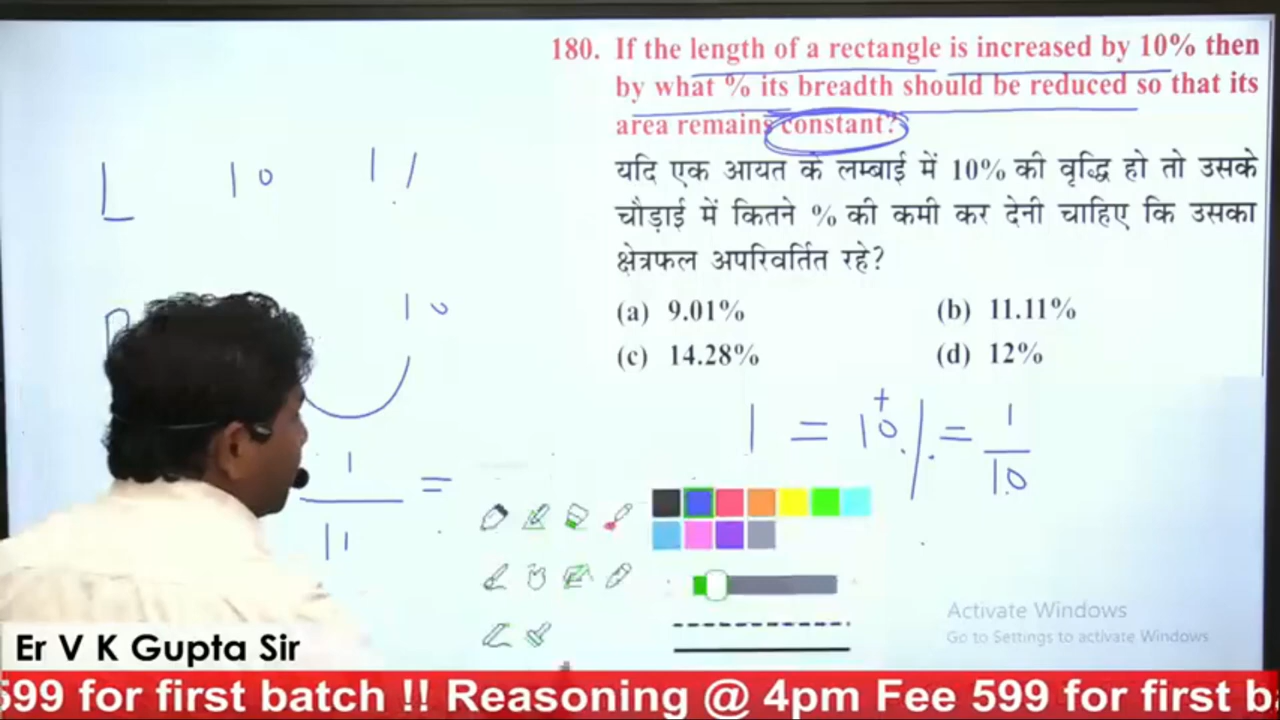 180. If the length of a rectangle is increased by 10% then
by what % its breadth should be reduced so that its
area remains constant?
यदि एक आयत के लम्बाई में 10% की वृद्धि हो तो उसके
चौड़ाई में कितने % की कमी कर देनी चाहिए कि उसका
क्षेत्रफल अपरिवर्तित रहे?
(a) 9.01% (b) 11.11%
(c) 14.28% (d) 12%
L 10 11
10
1 = 10% = 1/10
+
1/11 =
Activate Windows
Go to Settings to activate Windows
Er V K Gupta Sir
599 for first batch !! Reasoning @ 4pm Fee 599 for first